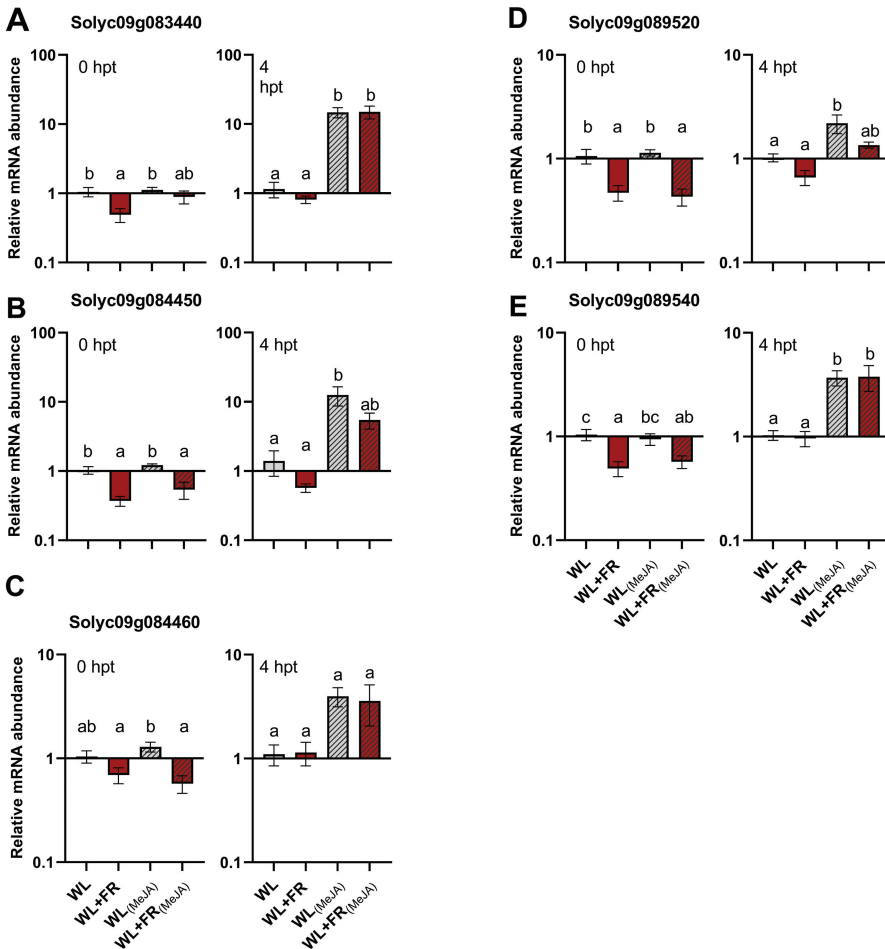 A
Solyc09g083440
Relative mRNA abundance
100
10
1
0.1
0 hpt
b a b ab
100
10
1
0.1
4
hpt
a a b b
B
Solyc09g084450
Relative mRNA abundance
100
10
1
0.1
0 hpt
b a b a
100
10
1
0.1
4 hpt
a a b ab
C
Solyc09g084460
Relative mRNA abundance
10
1
0.1
0 hpt
ab a b a
WL
WL+FR
WL(MeJA)
WL+FR(MeJA)
10
1
0.1
4 hpt
a a a a
WL
WL+FR
WL(MeJA)
WL+FR(MeJA)
D
Solyc09g089520
Relative mRNA abundance
10
1
0.1
0 hpt
b a b a
10
1
0.1
4 hpt
a a b ab
E
Solyc09g089540
Relative mRNA abundance
10
1
0.1
0 hpt
c a bc ab
WL
WL+FR
WL(MeJA)
WL+FR(MeJA)
10
1
0.1
4 hpt
a a b b
WL
WL+FR
WL(MeJA)
WL+FR(MeJA)